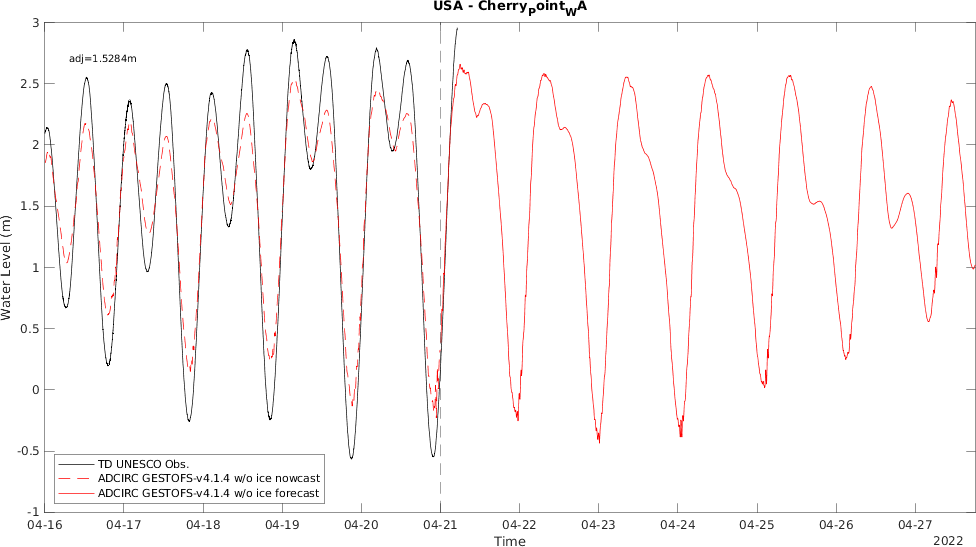 USA - Cherry_Point_WA
3
adj=1.5284m
2.5
2
1.5
1
0.5
0
-0.5
-1
Water Level (m)
TD UNESCO Obs.
ADCIRC GESTOFS-v4.1.4 w/o ice nowcast
ADCIRC GESTOFS-v4.1.4 w/o ice forecast
04-16 04-17 04-18 04-19 04-20 04-21 04-22 04-23 04-24 04-25 04-26 04-27
Time
2022